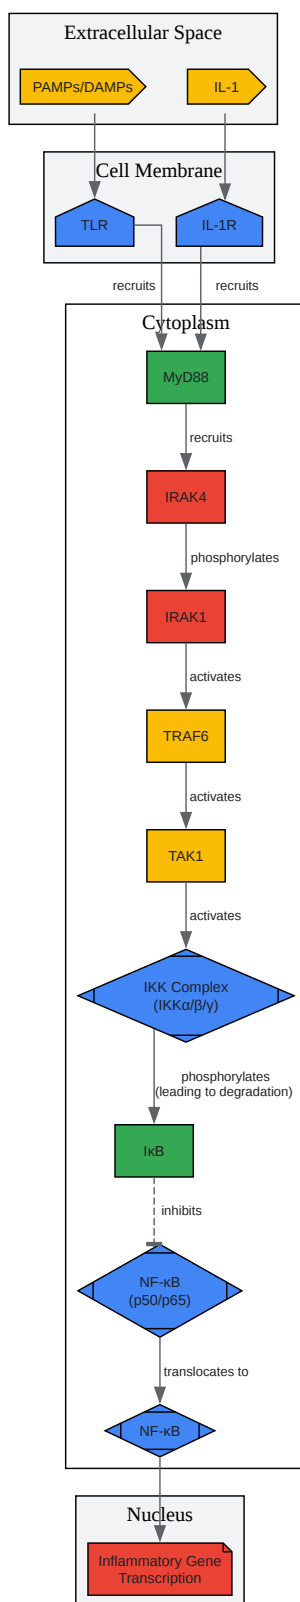 Extracellular Space
PAMPs/DAMPs
IL-1
Cell Membrane
TLR
IL-1R
recruits
recruits
Cytoplasm
MyD88
recruits
IRAK4
phosphorylates
IRAK1
activates
TRAF6
activates
TAK1
activates
IKK Complex
(IKKα/β/γ)
phosphorylates
(leading to degradation)
IκB
inhibits
NF-κB
(p50/p65)
translocates to
NF-κB
Nucleus
Inflammatory Gene
Transcription